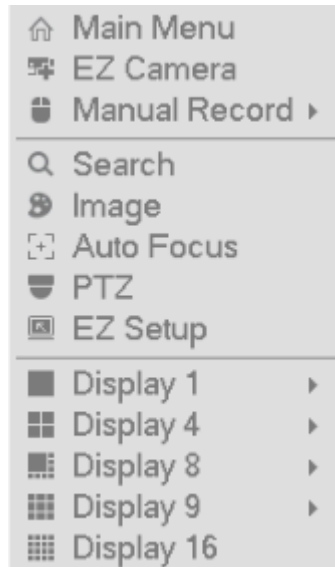 Main Menu
EZ Camera
Manual Record
Search
Image
Auto Focus
PTZ
EZ Setup
Display 1
Display 4
Display 8
Display 9
Display 16